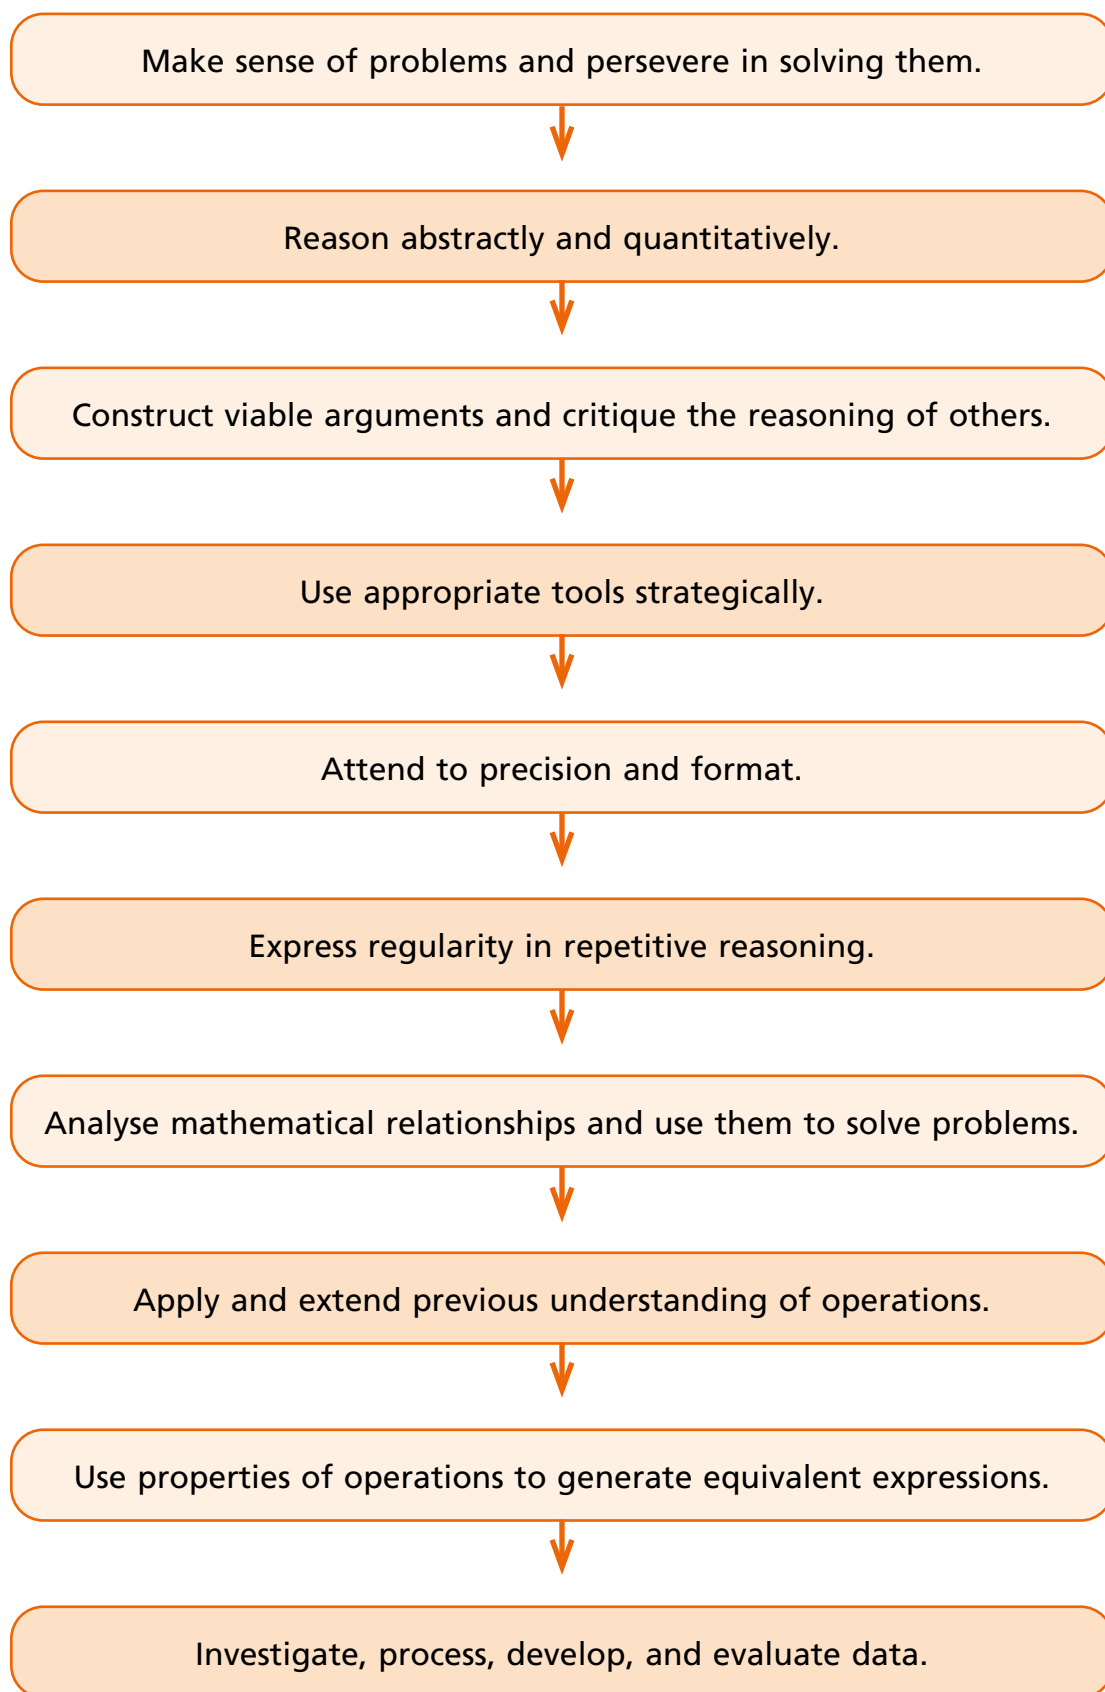 Make sense of problems and persevere in solving them.
Reason abstractly and quantitatively.
Construct viable arguments and critique the reasoning of others.
Use appropriate tools strategically.
Attend to precision and format.
Express regularity in repetitive reasoning.
Analyse mathematical relationships and use them to solve problems.
Apply and extend previous understanding of operations.
Use properties of operations to generate equivalent expressions.
Investigate, process, develop, and evaluate data.